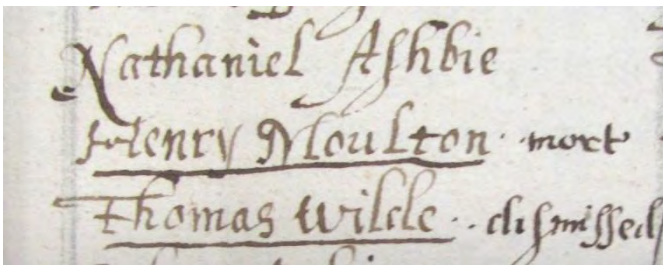 Nathaniel Ashbie
Henry Moulton . mort
Thomas Wilde .. dismissed